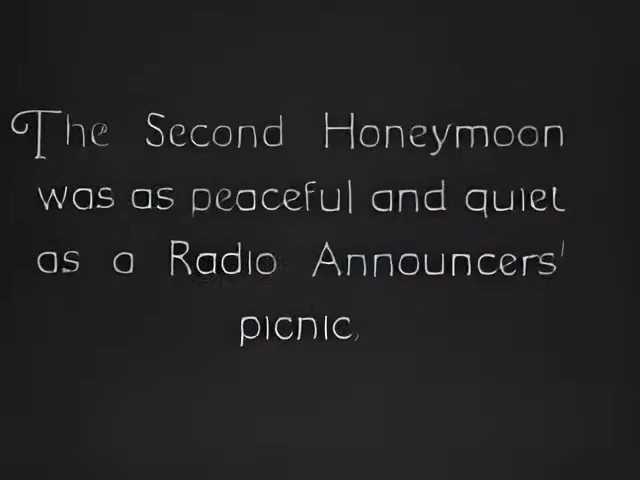 The Second Honeymoon
was as peaceful and quiet
as a Radio Announcers'
picnic,